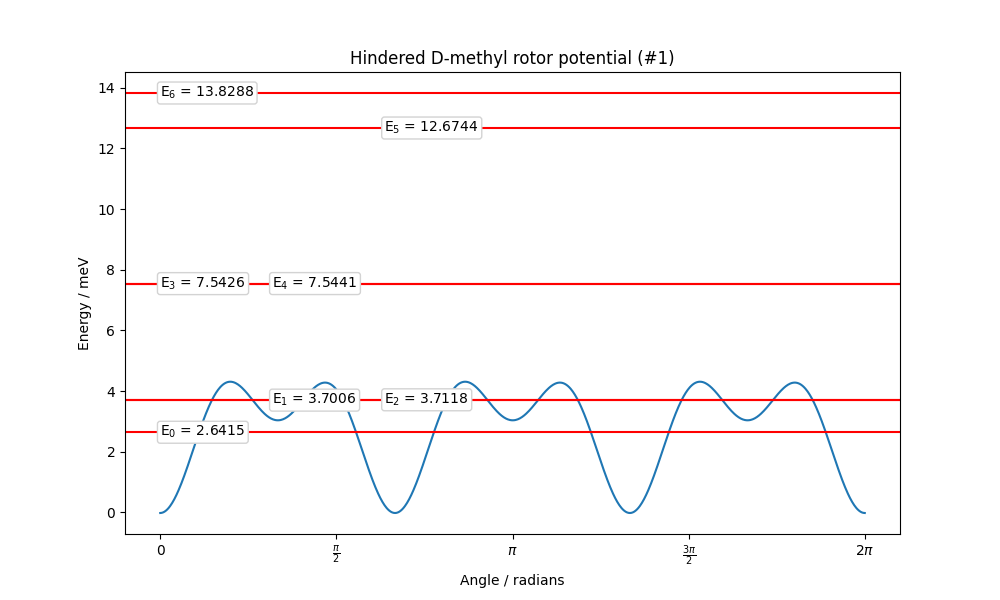 Hindered D-methyl rotor potential (#1)
14
E₆ = 13.8288
E₅ = 12.6744
12
10
8
E₃ = 7.5426 E₄ = 7.5441
Energy / meV
6
4
E₁ = 3.7006 E₂ = 3.7118
E₀ = 2.6415
2
0
0 π/2 π 3π/2 2π
Angle / radians